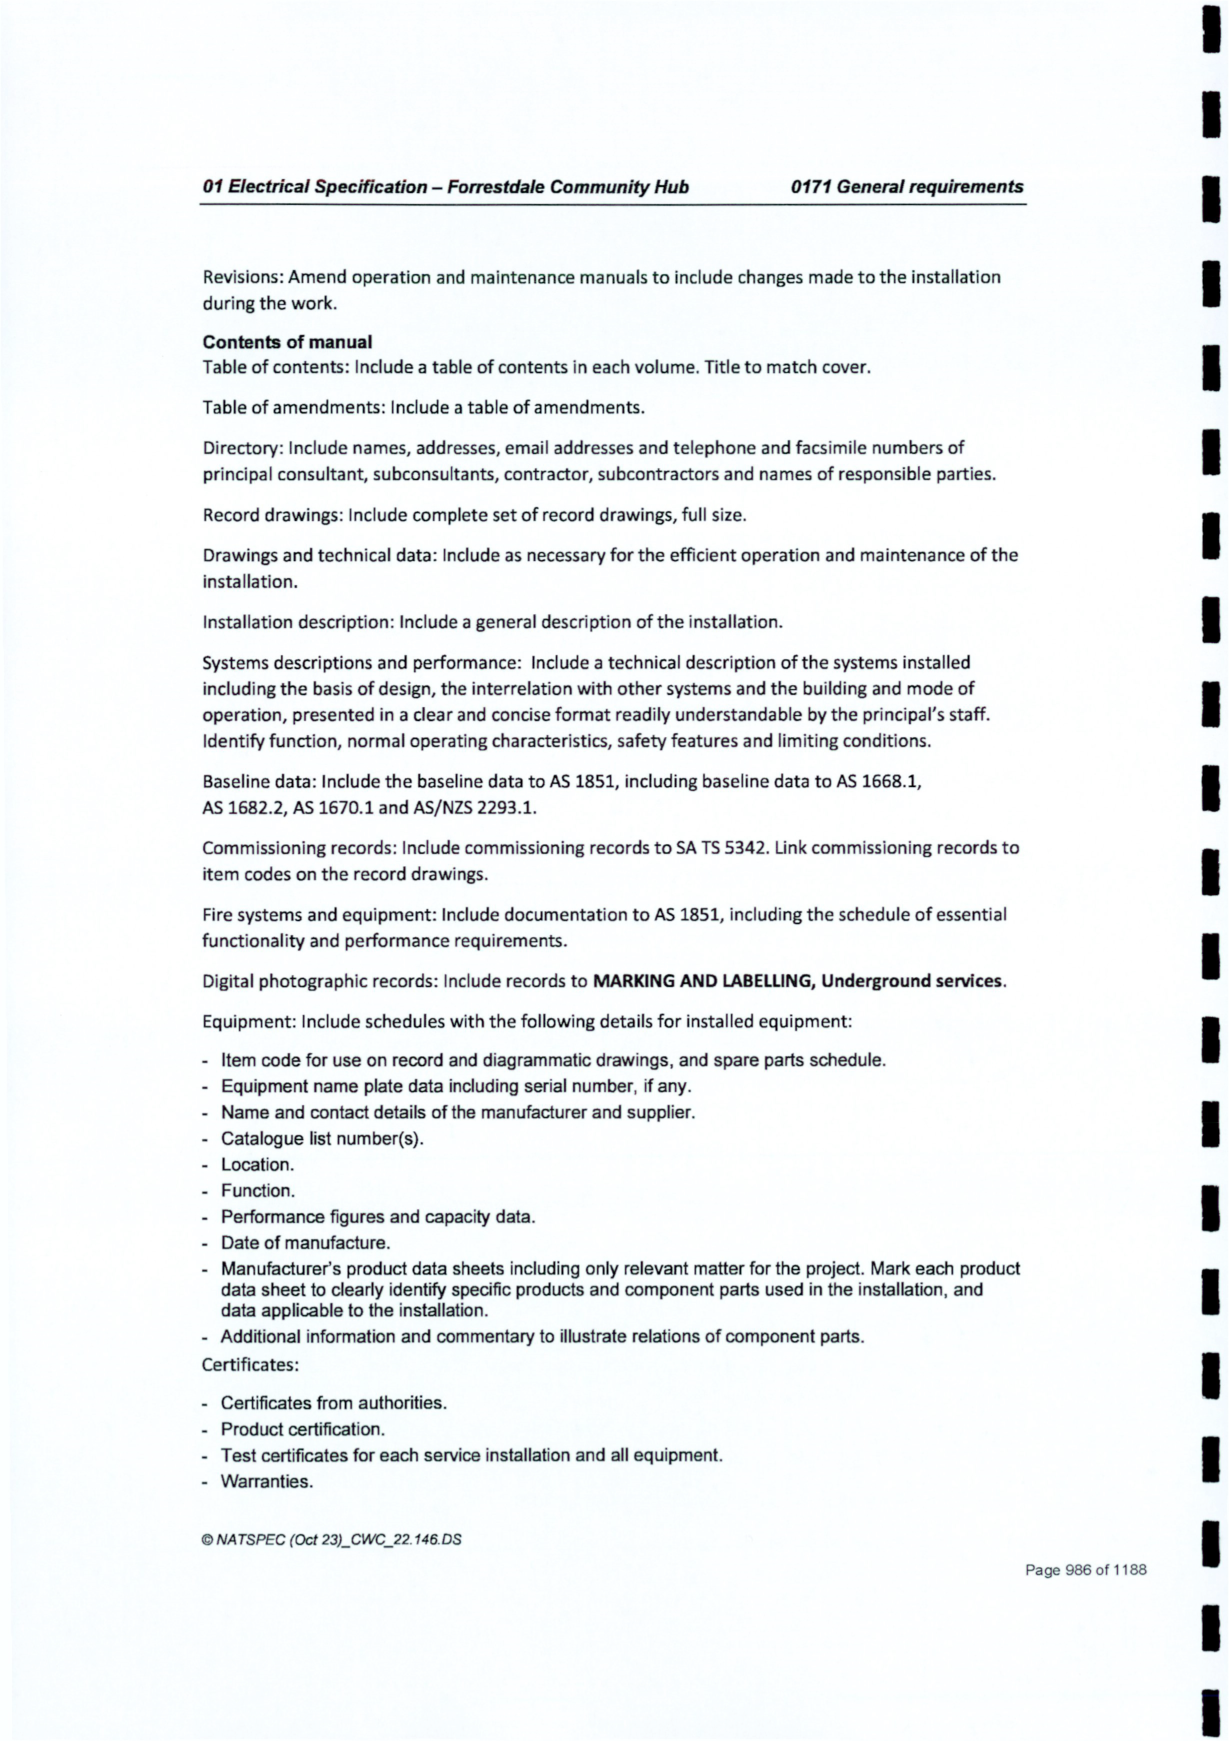 01 Electrical Specification – Forrestdale Community Hub 0171 General requirements
Revisions: Amend operation and maintenance manuals to include changes made to the installation
during the work.
Contents of manual
Table of contents: Include a table of contents in each volume. Title to match cover.
Table of amendments: Include a table of amendments.
Directory: Include names, addresses, email addresses and telephone and facsimile numbers of
principal consultant, subconsultants, contractor, subcontractors and names of responsible parties.
Record drawings: Include complete set of record drawings, full size.
Drawings and technical data: Include as necessary for the efficient operation and maintenance of the
installation.
Installation description: Include a general description of the installation.
Systems descriptions and performance: Include a technical description of the systems installed
including the basis of design, the interrelation with other systems and the building and mode of
operation, presented in a clear and concise format readily understandable by the principal's staff.
Identify function, normal operating characteristics, safety features and limiting conditions.
Baseline data: Include the baseline data to AS 1851, including baseline data to AS 1668.1,
AS 1682.2, AS 1670.1 and AS/NZS 2293.1.
Commissioning records: Include commissioning records to SA TS 5342. Link commissioning records to
item codes on the record drawings.
Fire systems and equipment: Include documentation to AS 1851, including the schedule of essential
functionality and performance requirements.
Digital photographic records: Include records to MARKING AND LABELLING, Underground services.
Equipment: Include schedules with the following details for installed equipment:
- Item code for use on record and diagrammatic drawings, and spare parts schedule.
- Equipment name plate data including serial number, if any.
- Name and contact details of the manufacturer and supplier.
- Catalogue list number(s).
- Location.
- Function.
- Performance figures and capacity data.
- Date of manufacture.
- Manufacturer's product data sheets including only relevant matter for the project. Mark each product
data sheet to clearly identify specific products and component parts used in the installation, and
data applicable to the installation.
- Additional information and commentary to illustrate relations of component parts.
Certificates:
- Certificates from authorities.
- Product certification.
- Test certificates for each service installation and all equipment.
- Warranties.
© NATSPEC (Oct 23)_CWC_22.146.DS
Page 986 of 1188